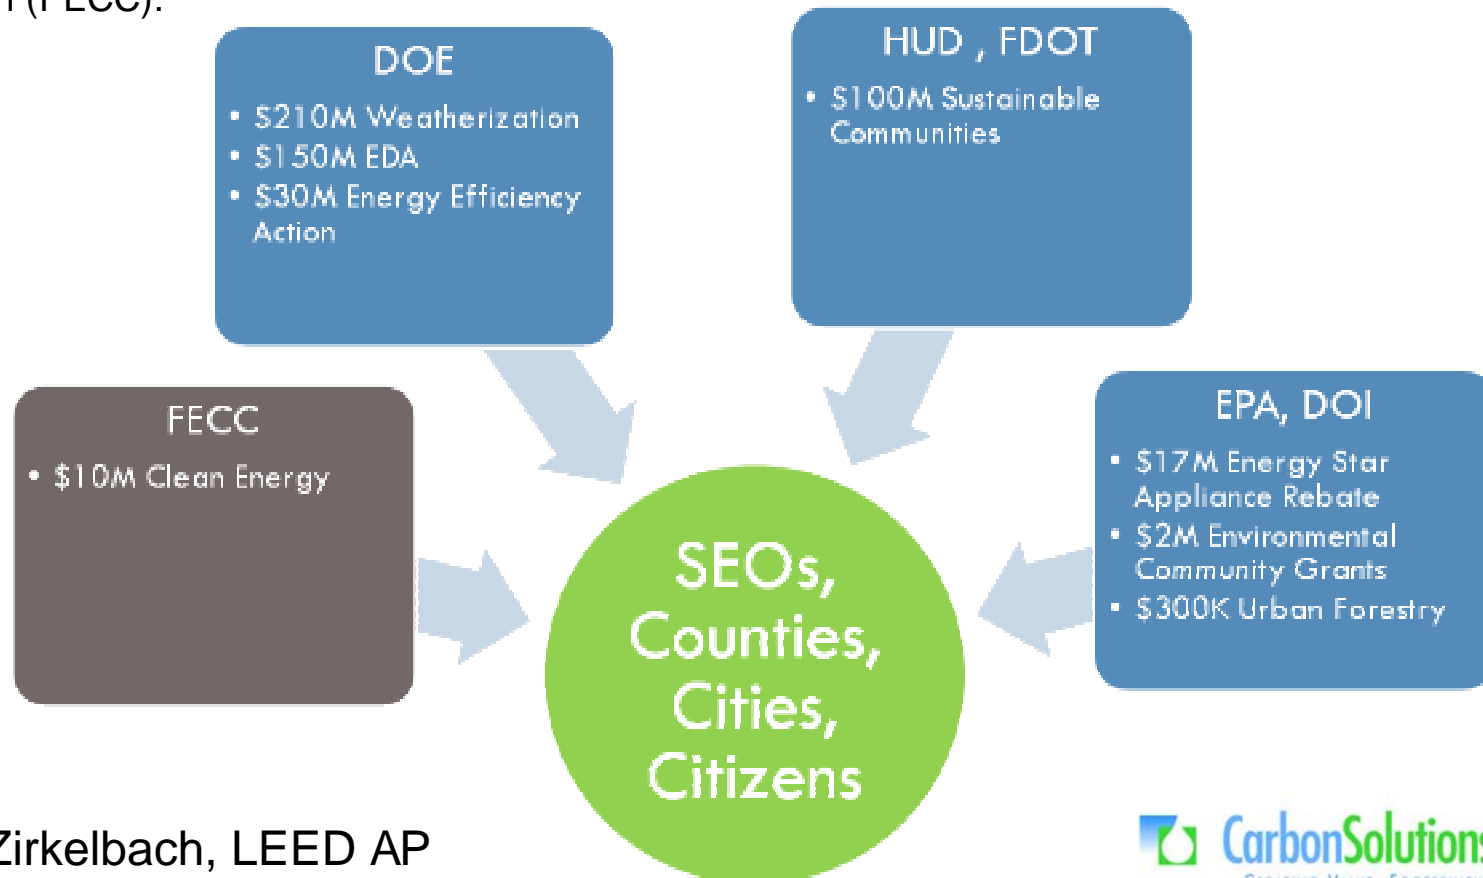 (FECC).
DOE
• $210M Weatherization
• $150M EDA
• $30M Energy Efficiency
Action
HUD , FDOT
• $100M Sustainable
Communities
FECC
• $10M Clean Energy
EPA, DOI
• $17M Energy Star
Appliance Rebate
• $2M Environmental
Community Grants
• $300K Urban Forestry
SEOs,
Counties,
Cities,
Citizens
Zirkelbach, LEED AP
CarbonSolutions